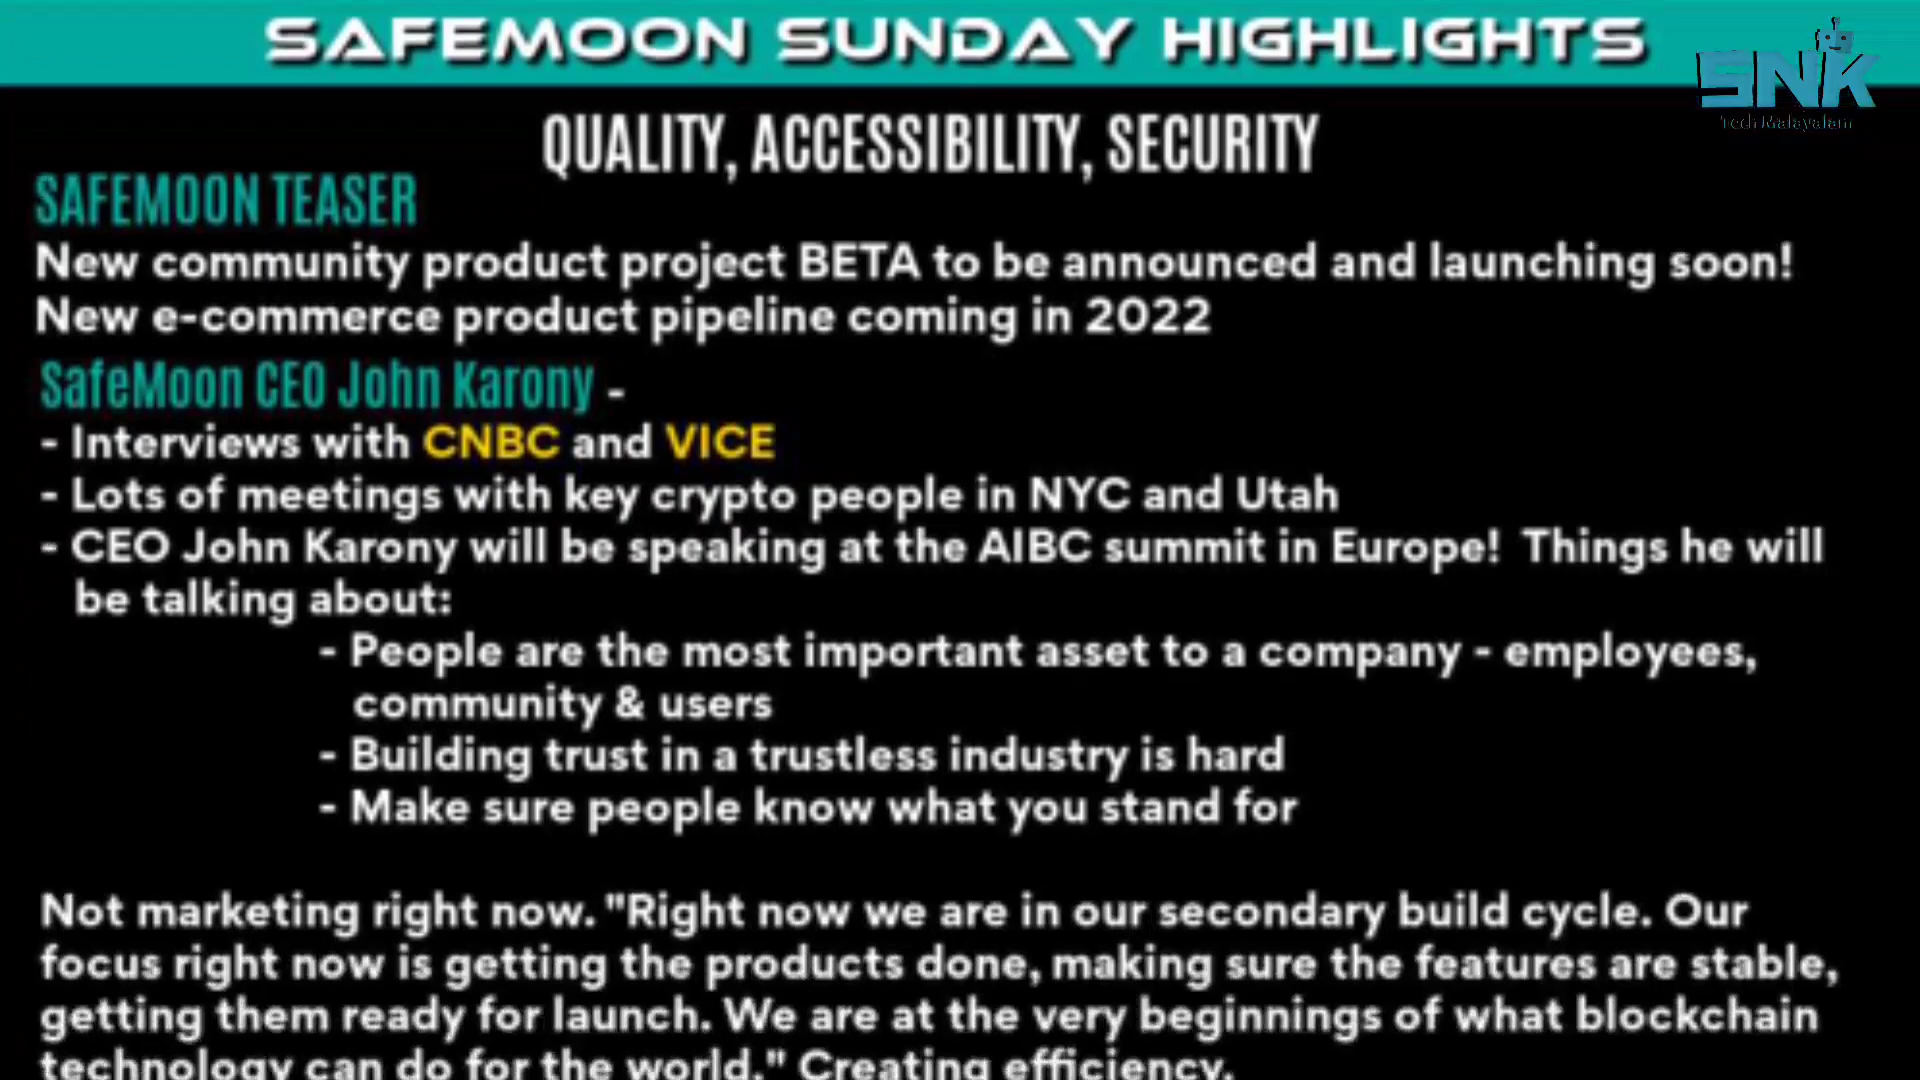 SAFEMOON SUNDAY HIGHLIGHTS
SNK
Tech Malayalam
QUALITY, ACCESSIBILITY, SECURITY
SAFEMOON TEASER
New community product project BETA to be announced and launching soon!
New e-commerce product pipeline coming in 2022
SafeMoon CEO John Karony -
- Interviews with CNBC and VICE
- Lots of meetings with key crypto people in NYC and Utah
- CEO John Karony will be speaking at the AIBC summit in Europe! Things he will
be talking about:
- People are the most important asset to a company - employees,
community & users
- Building trust in a trustless industry is hard
- Make sure people know what you stand for
Not marketing right now. "Right now we are in our secondary build cycle. Our
focus right now is getting the products done, making sure the features are stable,
getting them ready for launch. We are at the very beginnings of what blockchain
technology can do for the world." Creating efficiency.